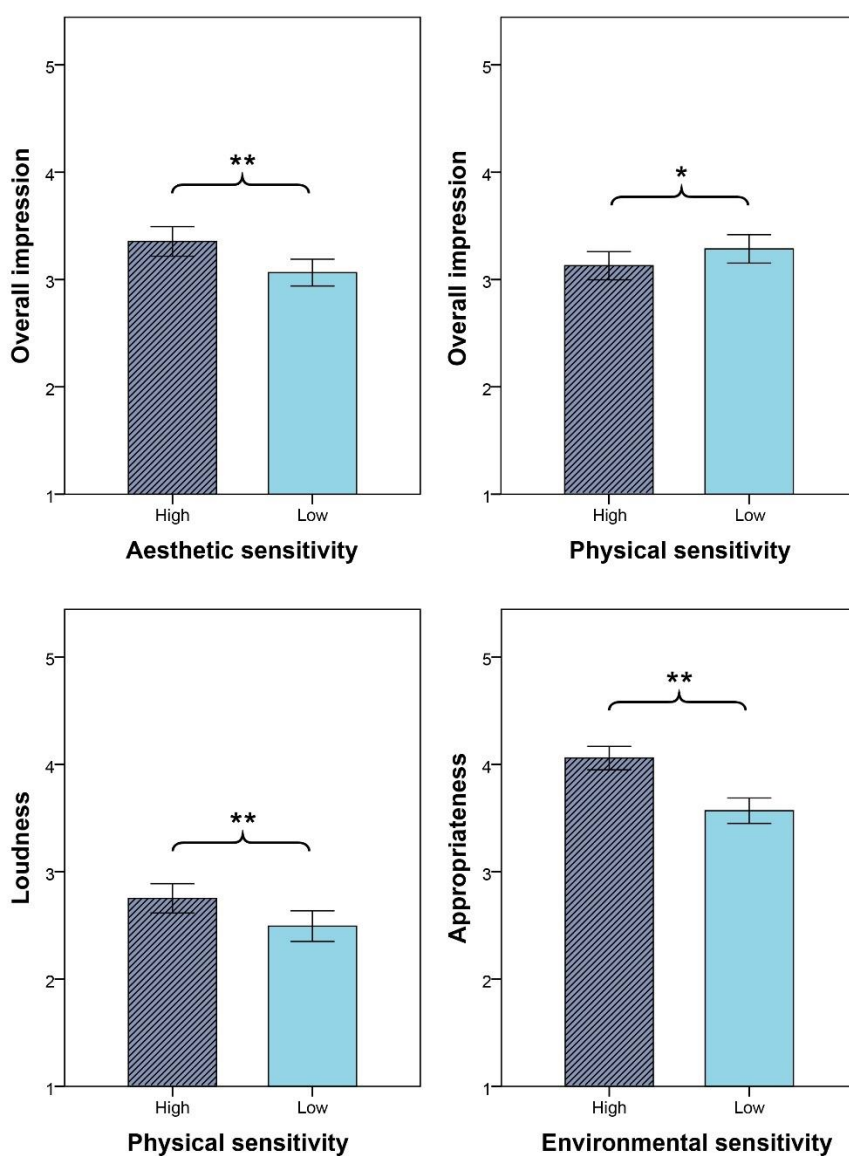 Overall impression
5
4
3
2
1
**
High
Low
Aesthetic sensitivity
Overall impression
5
4
3
2
1
*
High
Low
Physical sensitivity
Loudness
5
4
3
2
1
**
High
Low
Physical sensitivity
Appropriateness
5
4
3
2
1
**
High
Low
Environmental sensitivity